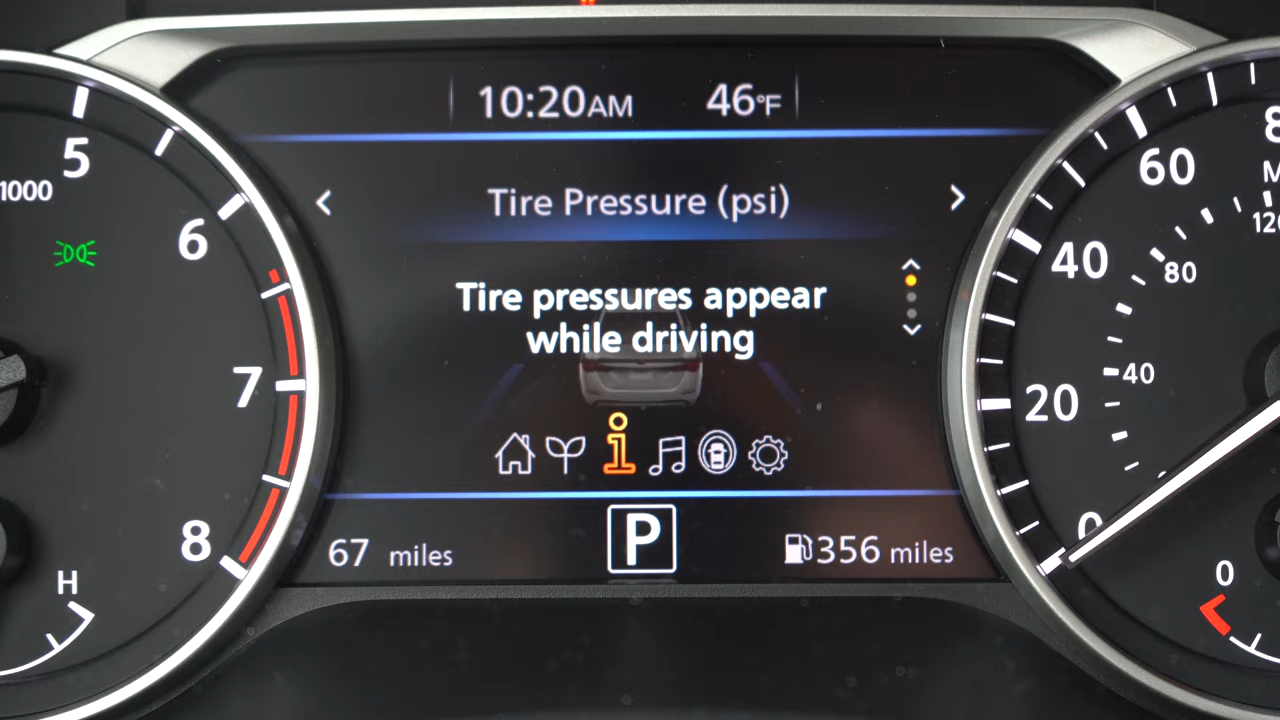 10:20AM 46°F
< Tire Pressure (psi) >
Tire pressures appear
while driving
67 miles P 356 miles
5
1000
6
7
8
H
60
40
20
0
80
40
0